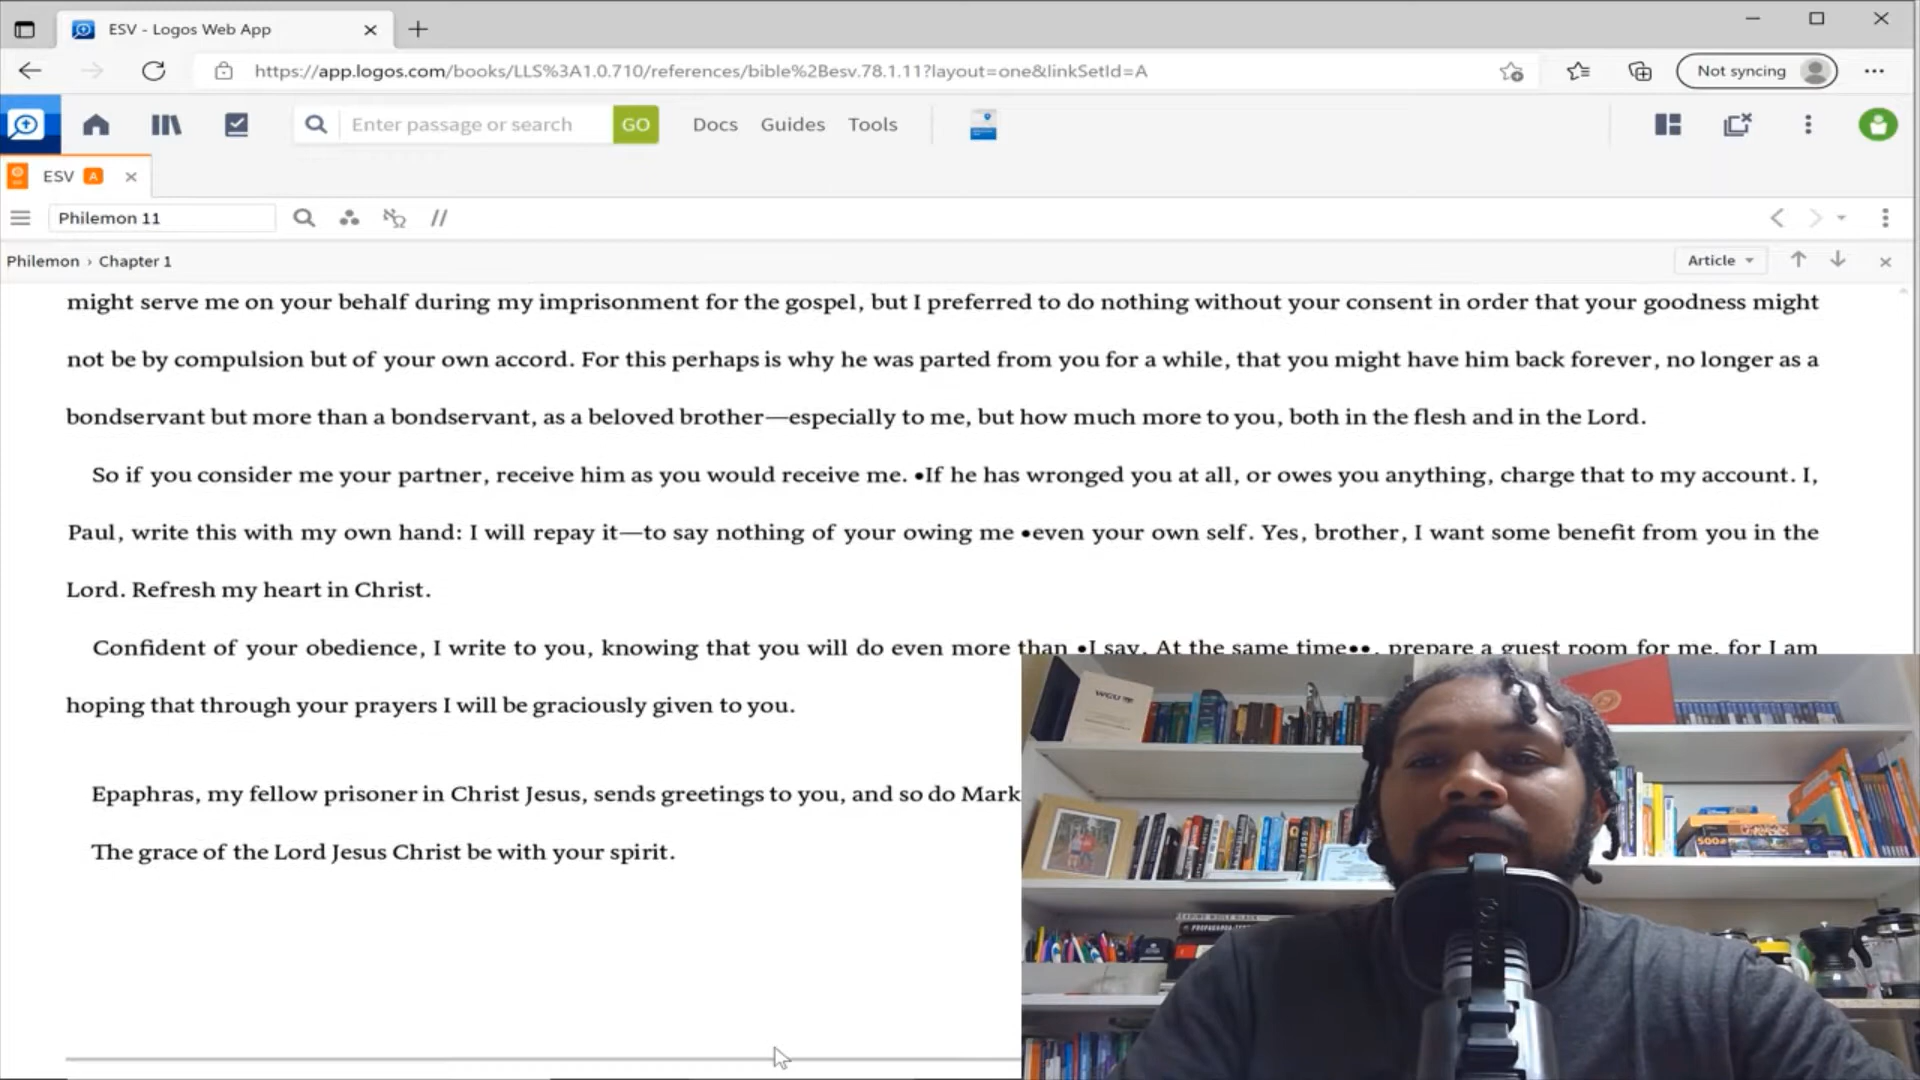 ESV - Logos Web App
https://app.logos.com/books/LLS%3A1.0.710/references/bible%2Besv.78.1.11?layout=one&linkSetId=A
Not syncing
Enter passage or search
GO
Docs
Guides
Tools
ESV A
Philemon 11
Philemon › Chapter 1
Article
might serve me on your behalf during my imprisonment for the gospel, but I preferred to do nothing without your consent in order that your goodness might
not be by compulsion but of your own accord. For this perhaps is why he was parted from you for a while, that you might have him back forever, no longer as a
bondservant but more than a bondservant, as a beloved brother—especially to me, but how much more to you, both in the flesh and in the Lord.
So if you consider me your partner, receive him as you would receive me. •If he has wronged you at all, or owes you anything, charge that to my account. I,
Paul, write this with my own hand: I will repay it—to say nothing of your owing me •even your own self. Yes, brother, I want some benefit from you in the
Lord. Refresh my heart in Christ.
Confident of your obedience, I write to you, knowing that you will do even more than •I say. At the same time••, prepare a guest room for me, for I am
hoping that through your prayers I will be graciously given to you.
Epaphras, my fellow prisoner in Christ Jesus, sends greetings to you, and so do Mark
The grace of the Lord Jesus Christ be with your spirit.
WGU
GOSPEL
500